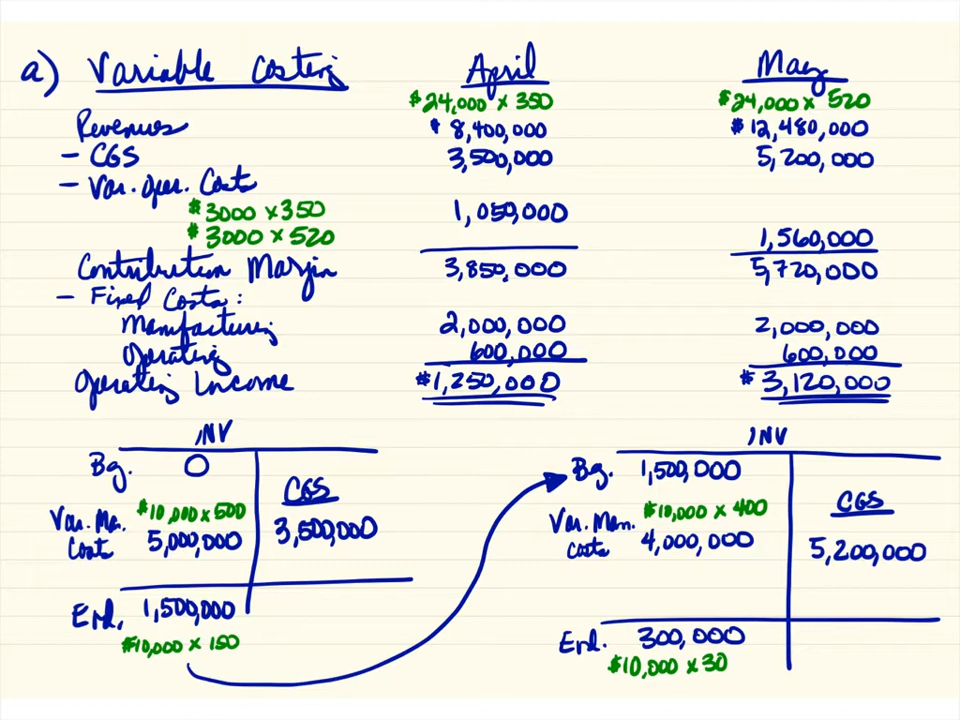 a) Variable Costing April May
$24,000 × 350 $24,000 × 520
Revenues $8,400,000 $12,480,000
- CGS 3,500,000 5,200,000
- Var. Oper. Costs
$3000 × 350 1,050,000
$3000 × 520 1,560,000
Contribution Margin 3,850,000 5,720,000
- Fixed Costs:
Manufacturing 2,000,000 2,000,000
Operating 600,000 600,000
Operating Income $1,250,000 $3,120,000
INV INV
Bg. 0 Bg. 1,500,000
CGS CGS
Var. Man. $10,000 × 500 Var. Man. $10,000 × 400
Costs 5,000,000 3,500,000 Costs 4,000,000 5,200,000
End. 1,500,000 End. 300,000
$10,000 × 150 $10,000 × 30